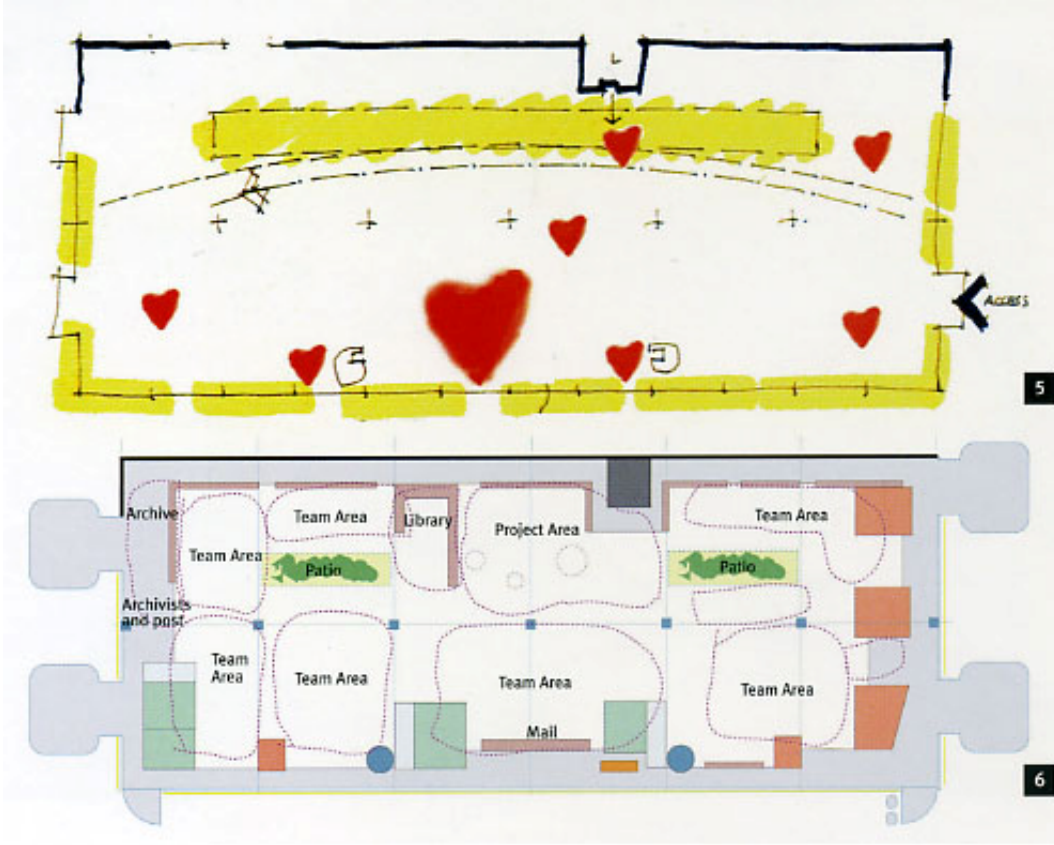 L
ACCESS
5
Archive
Team Area
Library
Project Area
Team Area
Team Area
Patio
Patio
Archivists
and post
Team
Area
Team Area
Team Area
Team Area
Mail
6